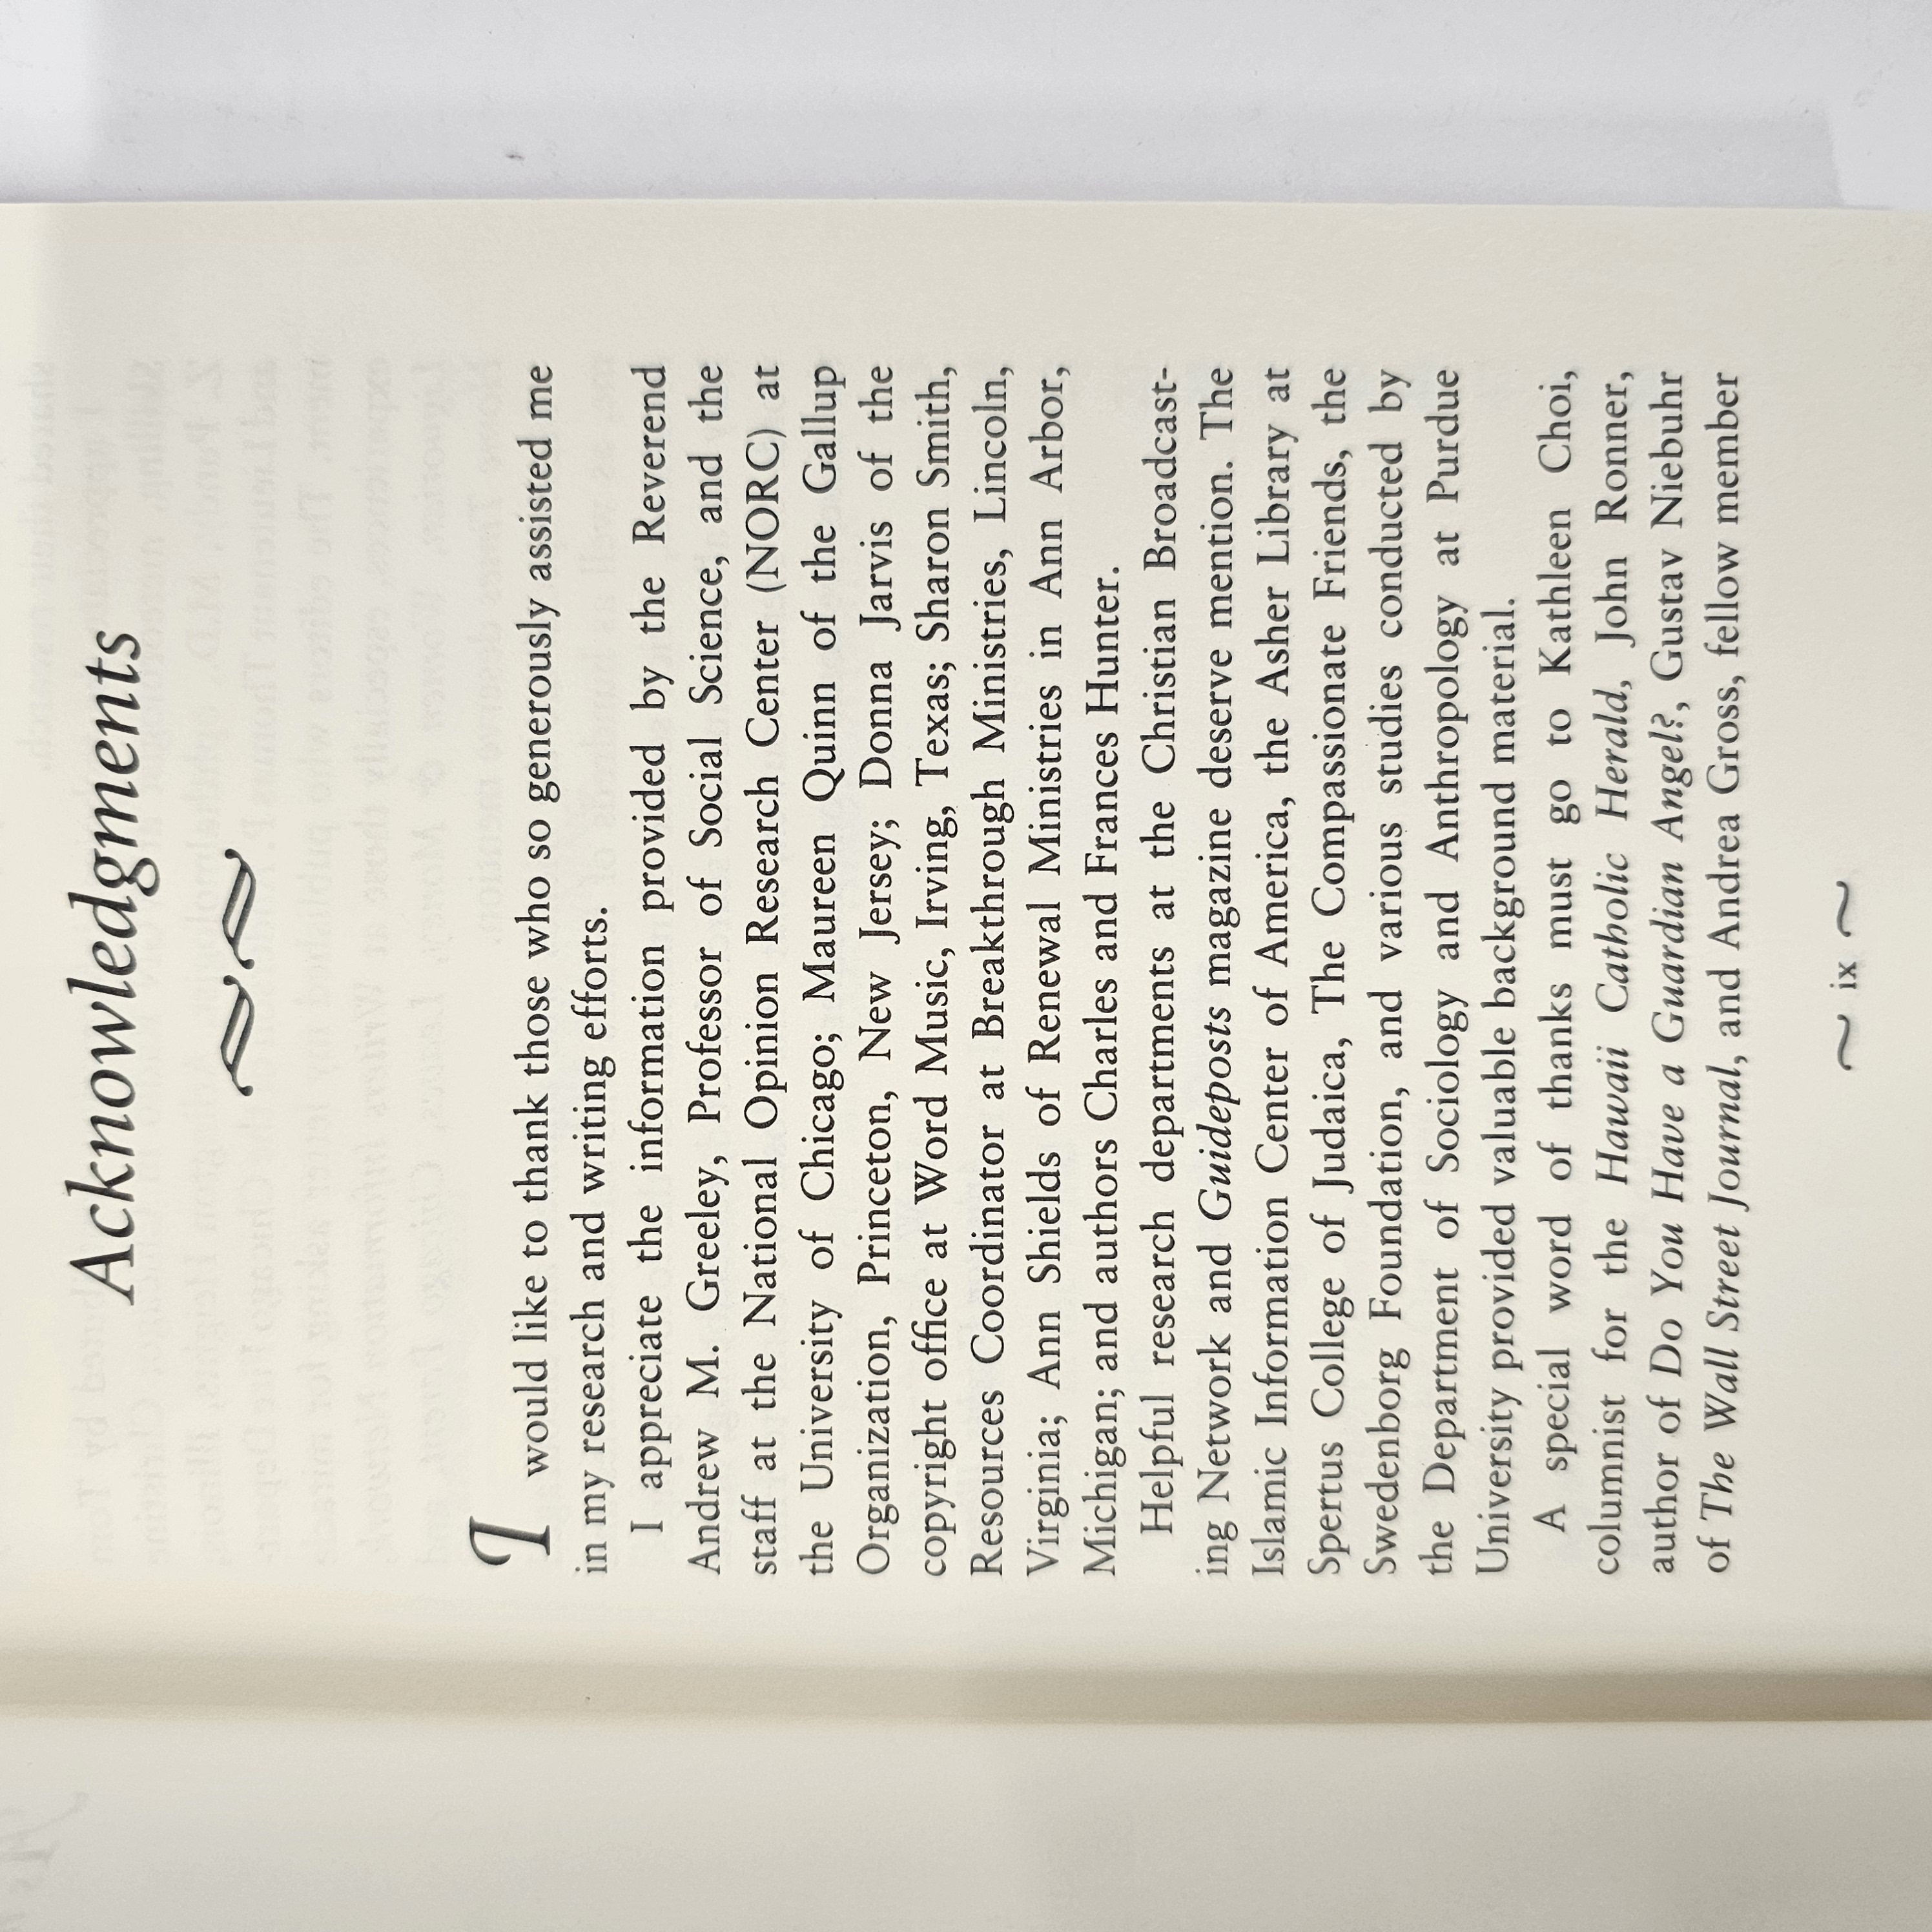 Acknowledgments
I would like to thank those who so generously assisted me
in my research and writing efforts.
I appreciate the information provided by the Reverend
Andrew M. Greeley, Professor of Social Science, and the
staff at the National Opinion Research Center (NORC) at
the University of Chicago; Maureen Quinn of the Gallup
Organization, Princeton, New Jersey; Donna Jarvis of the
copyright office at Word Music, Irving, Texas; Sharon Smith,
Resources Coordinator at Breakthrough Ministries, Lincoln,
Virginia; Ann Shields of Renewal Ministries in Ann Arbor,
Michigan; and authors Charles and Frances Hunter.
Helpful research departments at the Christian Broadcast-
ing Network and Guideposts magazine deserve mention. The
Islamic Information Center of America, the Asher Library at
Spertus College of Judaica, The Compassionate Friends, the
Swedenborg Foundation, and various studies conducted by
the Department of Sociology and Anthropology at Purdue
University provided valuable background material.
A special word of thanks must go to Kathleen Choi,
columnist for the Hawaii Catholic Herald, John Ronner,
author of Do You Have a Guardian Angel?, Gustav Niebuhr
of The Wall Street Journal, and Andrea Gross, fellow member
~ ix ~